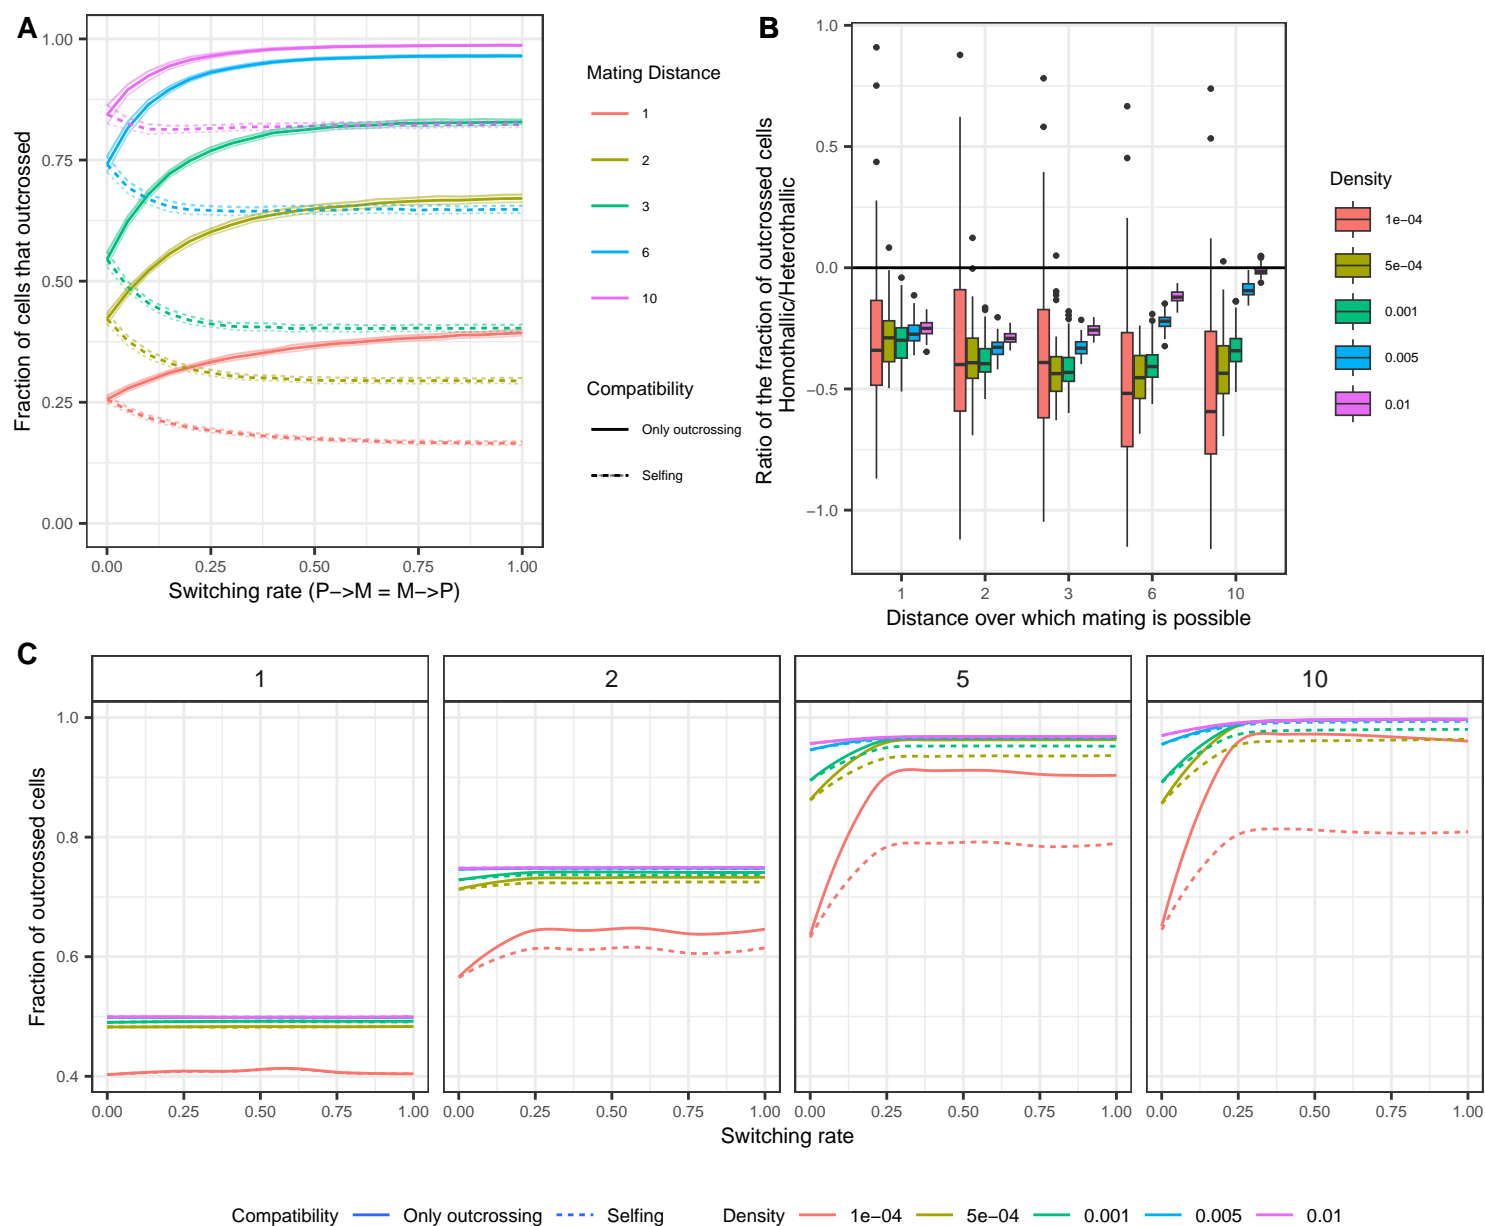 A
1.00
0.75
0.50
0.25
0.00
Fraction of cells that outcrossed
0.00 0.25 0.50 0.75 1.00
Switching rate (P−>M = M−>P)
Mating Distance
1
2
3
6
10
Compatibility
Only outcrossing
Selfing
B
1.0
0.5
0.0
−0.5
−1.0
Ratio of the fraction of outcrossed cells
Homothallic/Heterothallic
1 2 3 6 10
Distance over which mating is possible
Density
1e−04
5e−04
0.001
0.005
0.01
C
1 2 5 10
1.0
0.8
0.6
0.4
Fraction of outcrossed cells
0.00 0.25 0.50 0.75 1.00 0.00 0.25 0.50 0.75 1.00 0.00 0.25 0.50 0.75 1.00 0.00 0.25 0.50 0.75 1.00
Switching rate
Compatibility Only outcrossing Selfing Density 1e−04 5e−04 0.001 0.005 0.01